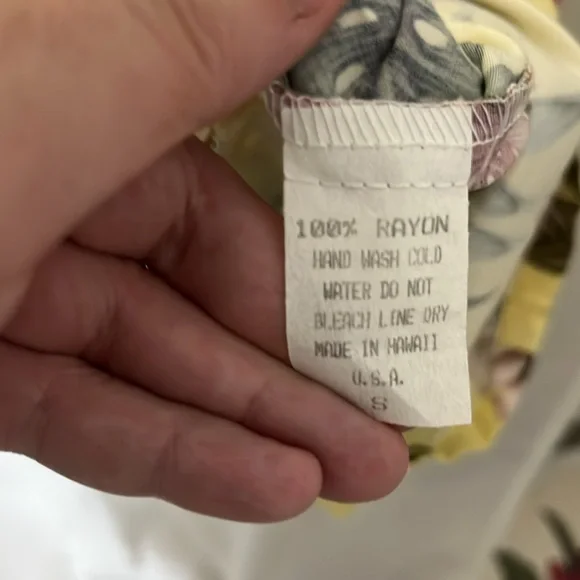 100% RAYON
HAND WASH COLD
WATER DO NOT
BLEACH LINE DRY
MADE IN HAWAII
U.S.A.
S